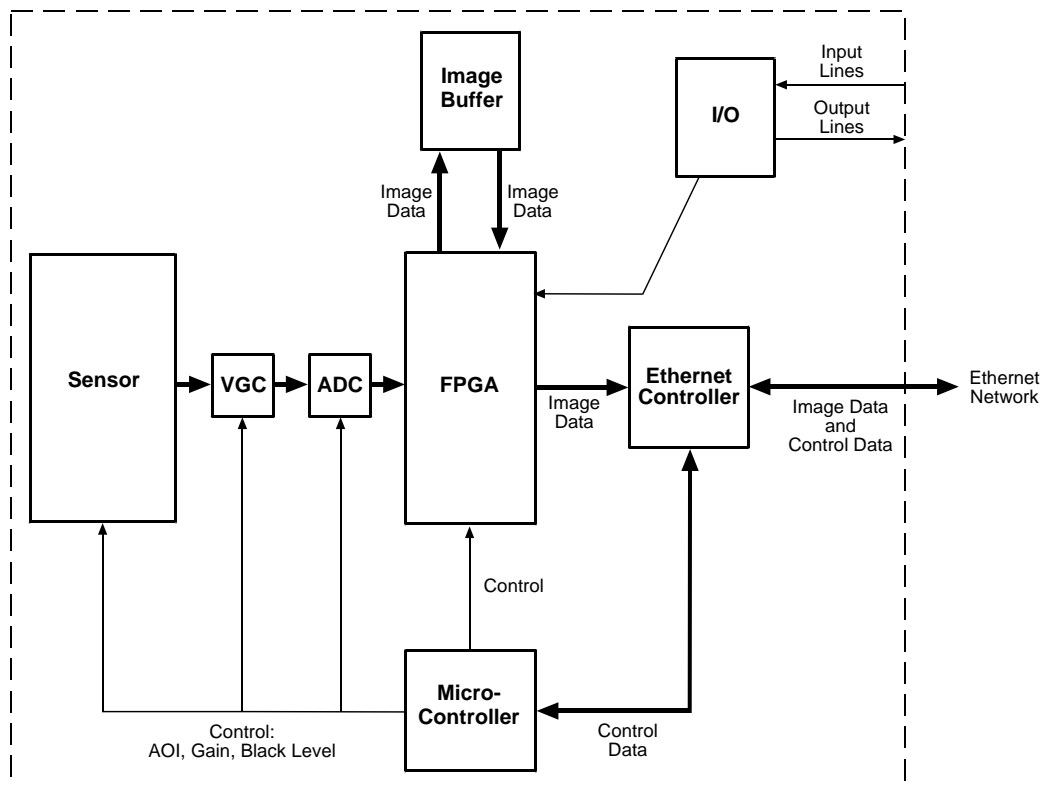 Image
Buffer
I/O
Input
Lines
Output
Lines
Image
Data
Image
Data
Sensor
VGC
ADC
FPGA
Image
Data
Ethernet
Controller
Image Data
and
Control Data
Ethernet
Network
Control
Micro-
Controller
Control:
AOI, Gain, Black Level
Control
Data